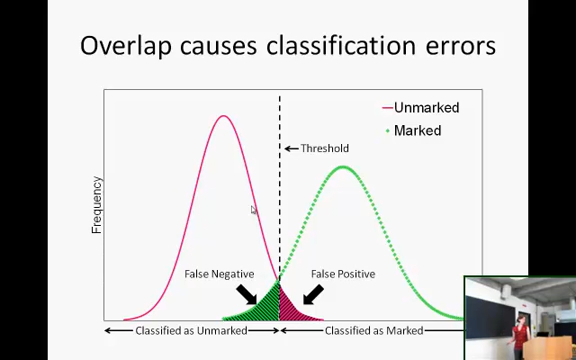 Overlap causes classification errors
Unmarked
Marked
Threshold
Frequency
False Negative
False Positive
Classified as Unmarked
Classified as Marked